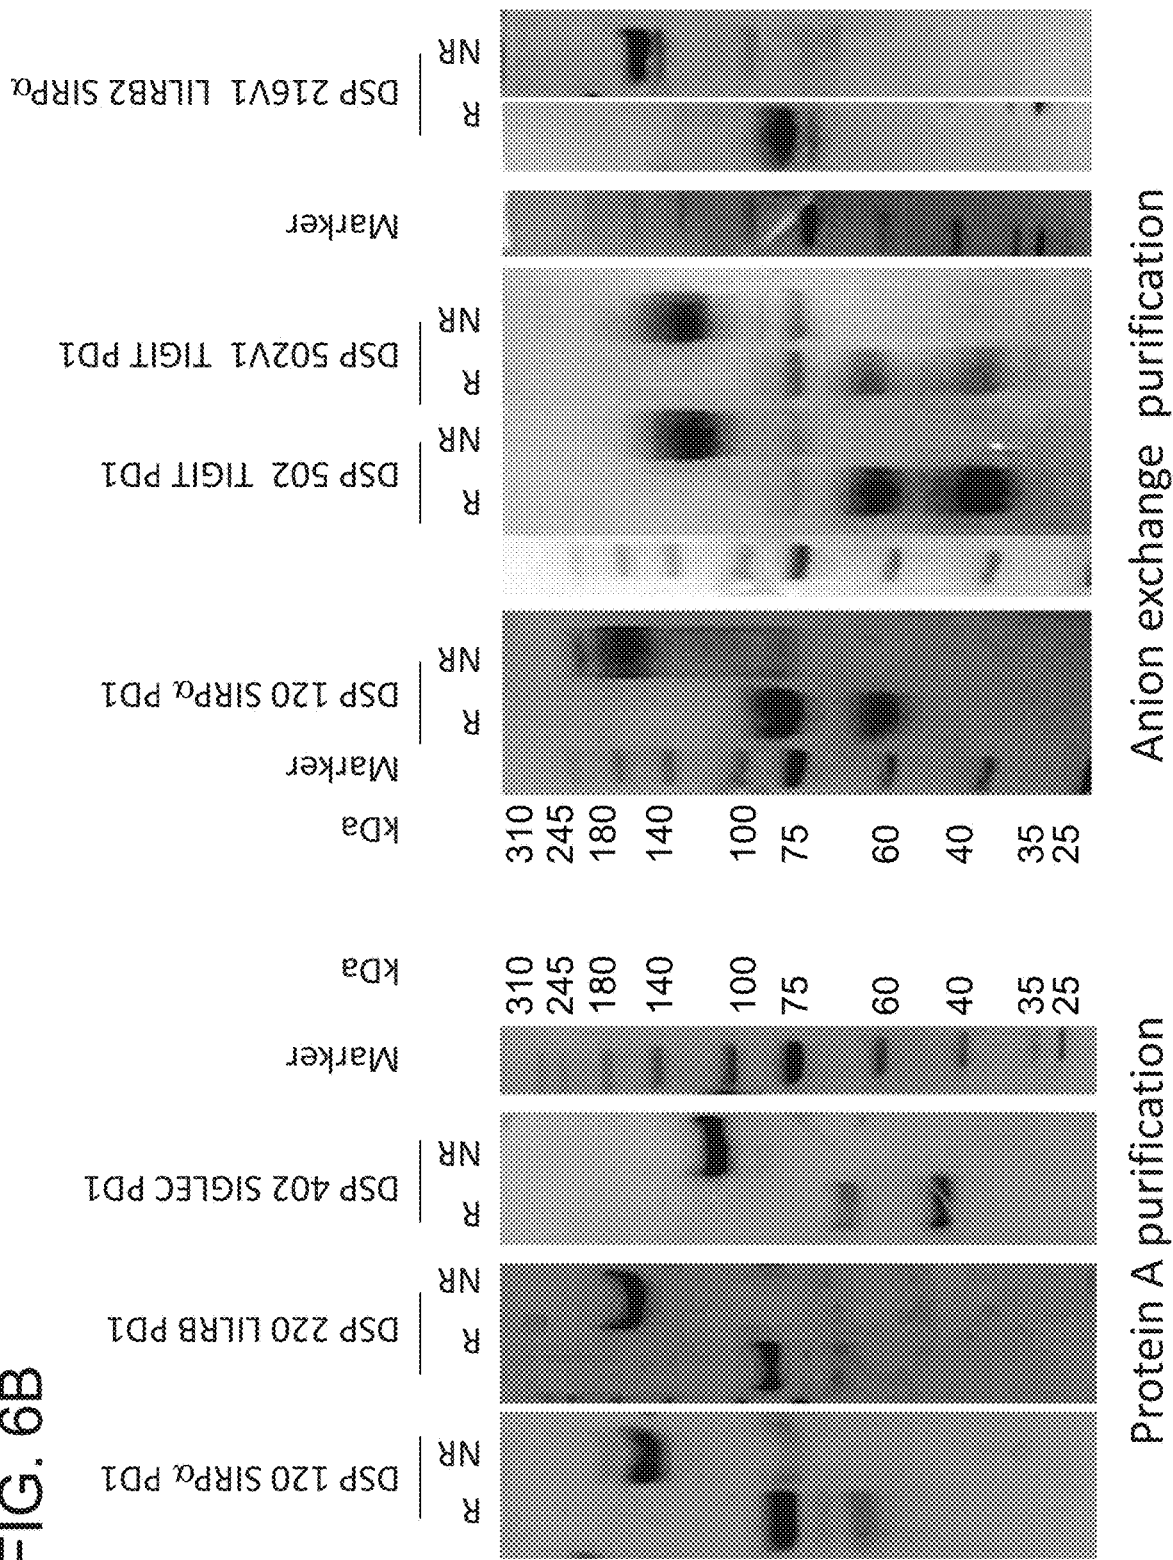 FIG. 6B
DSP 120 SIRPα PD1
R NR
DSP 220 LILRB PD1
R NR
DSP 402 SIGLEC PD1
R NR
Marker
kDa
310
245
180
140
100
75
60
40
35
25
Protein A purification
kDa
310
245
180
140
100
75
60
40
35
25
Marker
DSP 120 SIRPα PD1
R NR
DSP 502 TIGIT PD1
R NR
DSP 502V1 TIGIT PD1
R NR
Marker
DSP 216V1 LILRB2 SIRPα
R NR
Anion exchange purification